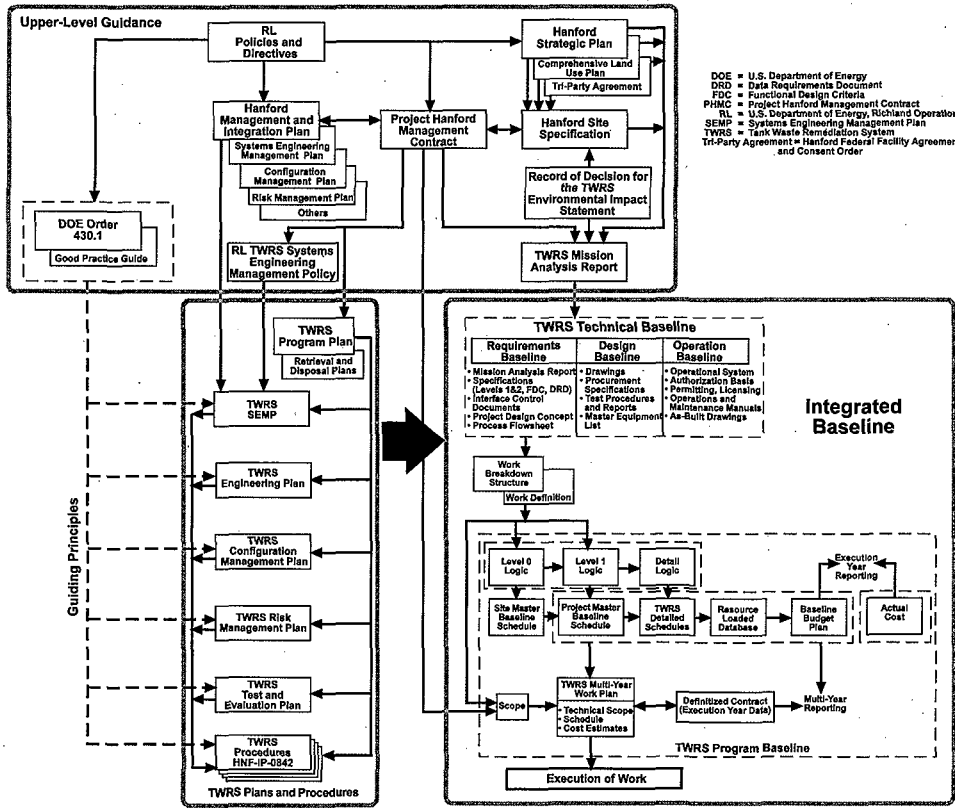 Upper-Level Guidance
RL
Policies and
Directives
Hanford
Strategic Plan
Comprehensive Land
Use Plan
Tri-Party Agreement
Hanford
Management and
Integration Plan
Systems Engineering
Management Plan
Configuration
Management Plan
Risk Management Plan
Others
Project Hanford
Management
Contract
Hanford Site
Specification
Record of Decision for
the TWRS
Environmental Impact
Statement
DOE Order
430.1
Good Practice Guide
RL TWRS Systems
Engineering
Management Policy
TWRS Mission
Analysis Report
DOE = U.S. Department of Energy
DRD = Data Requirements Document
FDC = Functional Design Criteria
PHMC = Project Hanford Management Contract
RL = U.S. Department of Energy, Richland Operation
SEMP = Systems Engineering Management Plan
TWRS = Tank Waste Remediation System
Tri-Party Agreement = Hanford Federal Facility Agreemen
and Consent Order
Guiding Principles
TWRS
Program Plan
Retrieval and
Disposal Plans
TWRS
SEMP
TWRS
Engineering Plan
TWRS
Configuration
Management Plan
TWRS Risk
Management Plan
TWRS
Test and
Evaluation Plan
TWRS
Procedures
HNF-IP-0842
TWRS Plans and Procedures
Integrated
Baseline
TWRS Technical Baseline
Requirements
Baseline
• Mission Analysis Report
• Specifications
(Levels 1&2, FDC, DRD)
• Interface Control
Documents
• Project Design Concept
• Process Flowsheet
Design
Baseline
• Drawings
• Procurement
Specifications
• Test Procedures
and Reports
• Master Equipment
List
Operation
Baseline
• Operational System
• Authorization Basis
• Permitting, Licensing
• Operations and
Maintenance Manuals
• As-Built Drawings
Work
Breakdown
Structure
Work Definition
Level 0
Logic
Level 1
Logic
Detail
Logic
Execution
Year
Reporting
Site Master
Baseline
Schedule
Project Master
Baseline
Schedule
TWRS
Detailed
Schedules
Resource
Loaded
Database
Baseline
Budget
Plan
Actual
Cost
Scope
TWRS Multi-Year
Work Plan
• Technical Scope
• Schedule
• Cost Estimates
Definitized Contract
(Execution Year Data)
Multi-Year
Reporting
TWRS Program Baseline
Execution of Work